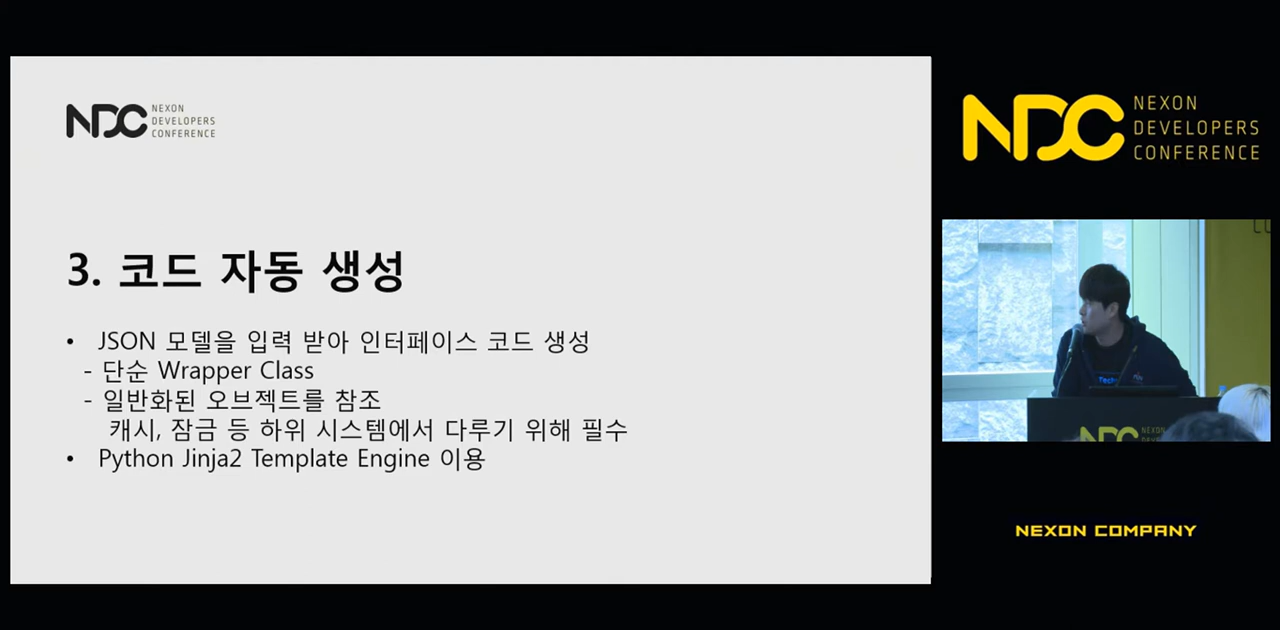 NDC NEXON
DEVELOPERS
CONFERENCE
3. 코드 자동 생성
• JSON 모델을 입력 받아 인터페이스 코드 생성
- 단순 Wrapper Class
- 일반화된 오브젝트를 참조
캐시, 잠금 등 하위 시스템에서 다루기 위해 필수
• Python Jinja2 Template Engine 이용
NDC NEXON
DEVELOPERS
CONFERENCE
Tech
NDC NEXON
NEXON COMPANY